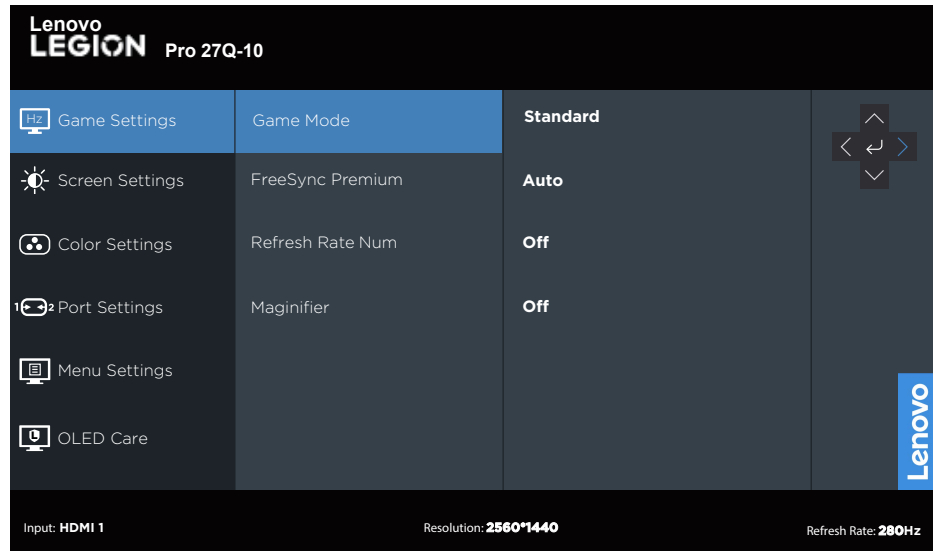 Lenovo
LEGION Pro 27Q-10
Hz Game Settings Game Mode Standard
Screen Settings FreeSync Premium Auto
Color Settings Refresh Rate Num Off
1 2 Port Settings Maginifier Off
Menu Settings
OLED Care
Lenovo
Input: HDMI 1 Resolution: 2560*1440 Refresh Rate: 280Hz